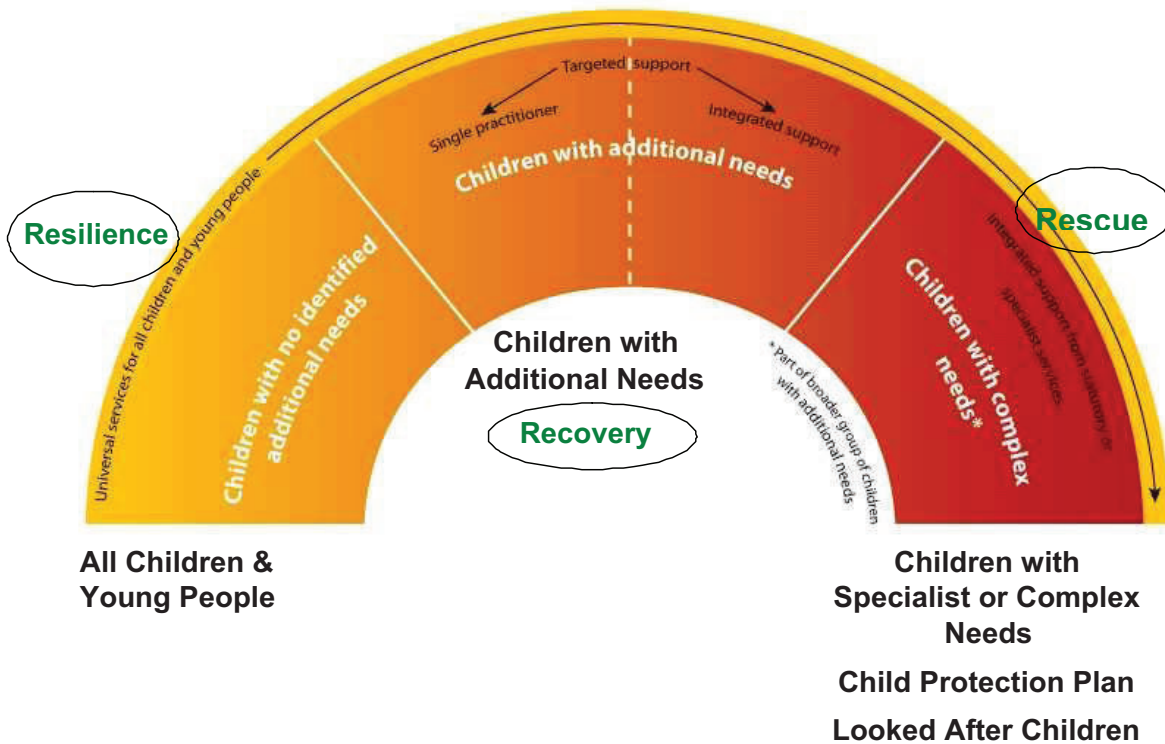 Targeted support
Single practitioner
Integrated support
Children with additional needs
Universal services for all children and young people
Resilience
Rescue
Children with no identified
additional needs
Integrated support from statutory or
specialist services
Children with complex
needs*
* Part of broader group of children
with additional needs
Children with
Additional Needs
Recovery
All Children &
Young People
Children with
Specialist or Complex
Needs
Child Protection Plan
Looked After Children